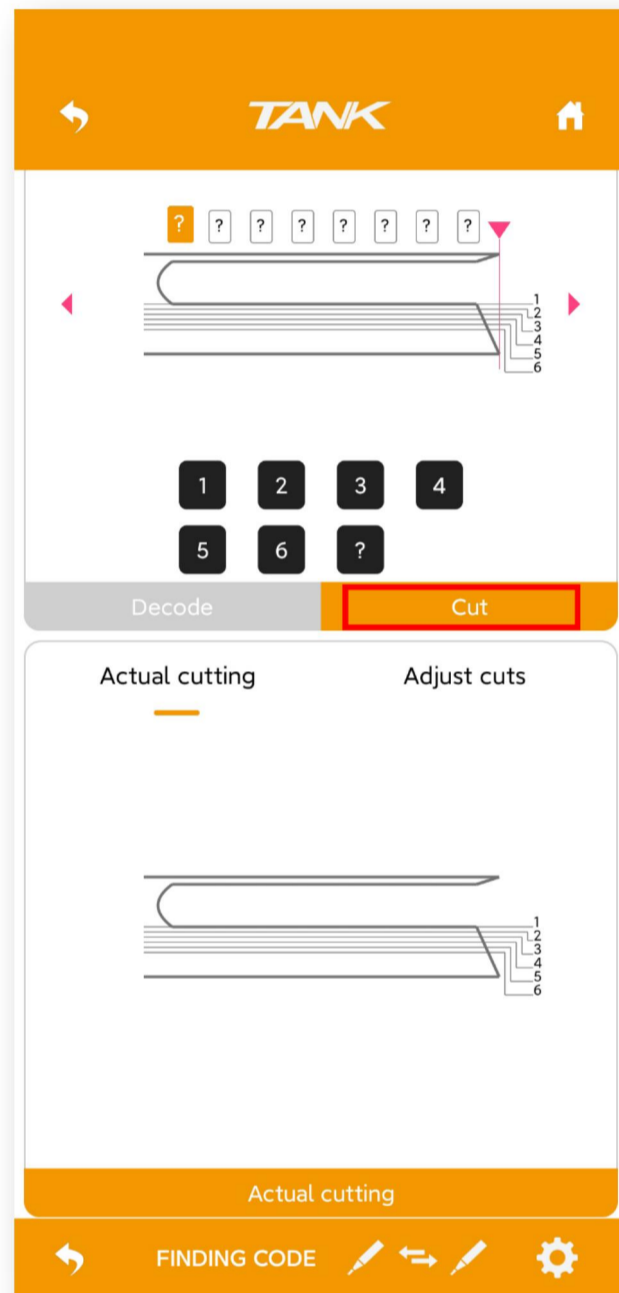 TANK
? ? ? ? ? ? ? ?
1
2
3
4
5
6
1 2 3 4
5 6 ?
Decode Cut
Actual cutting Adjust cuts
1
2
3
4
5
6
Actual cutting
FINDING CODE